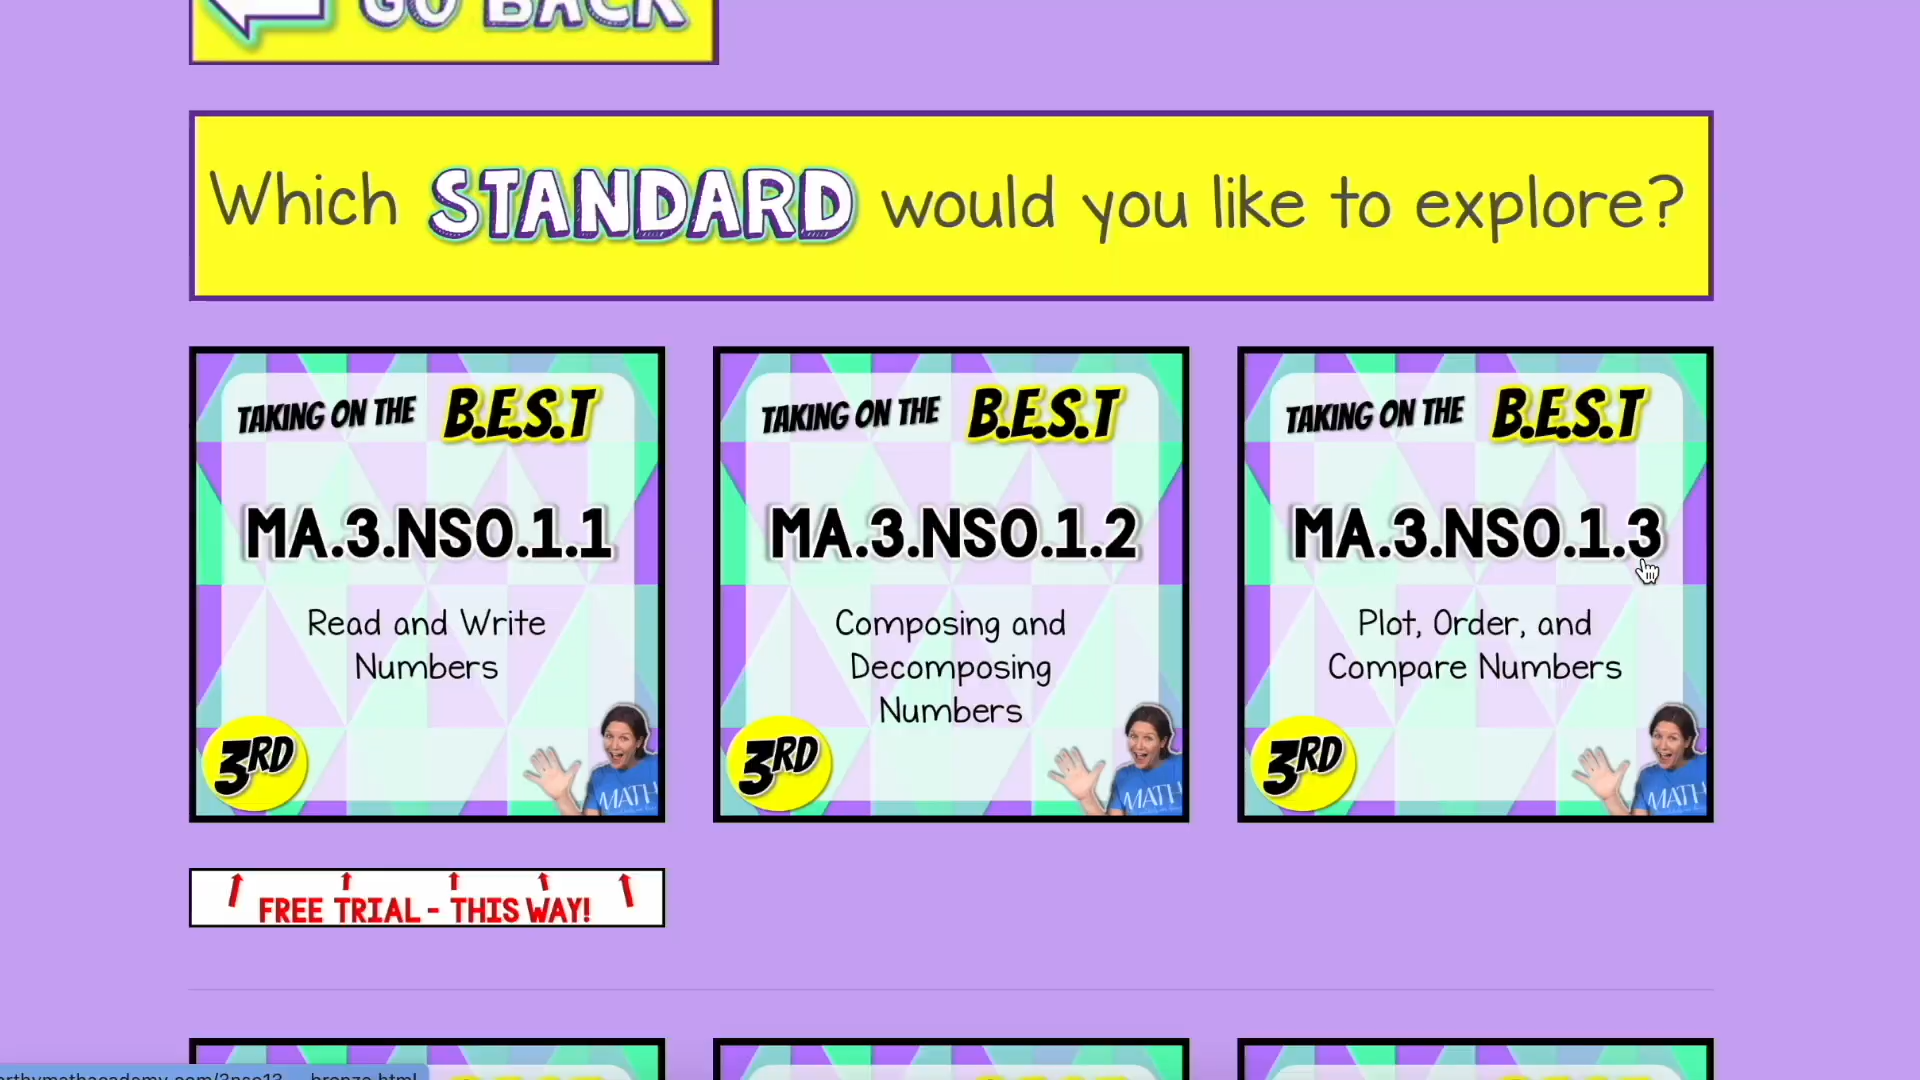 GO BACK
Which STANDARD would you like to explore?
TAKING ON THE B.E.S.T
MA.3.NSO.1.1
Read and Write
Numbers
3RD
MATH
TAKING ON THE B.E.S.T
MA.3.NSO.1.2
Composing and
Decomposing
Numbers
3RD
MATH
TAKING ON THE B.E.S.T
MA.3.NSO.1.3
Plot, Order, and
Compare Numbers
3RD
MATH
FREE TRIAL - THIS WAY!